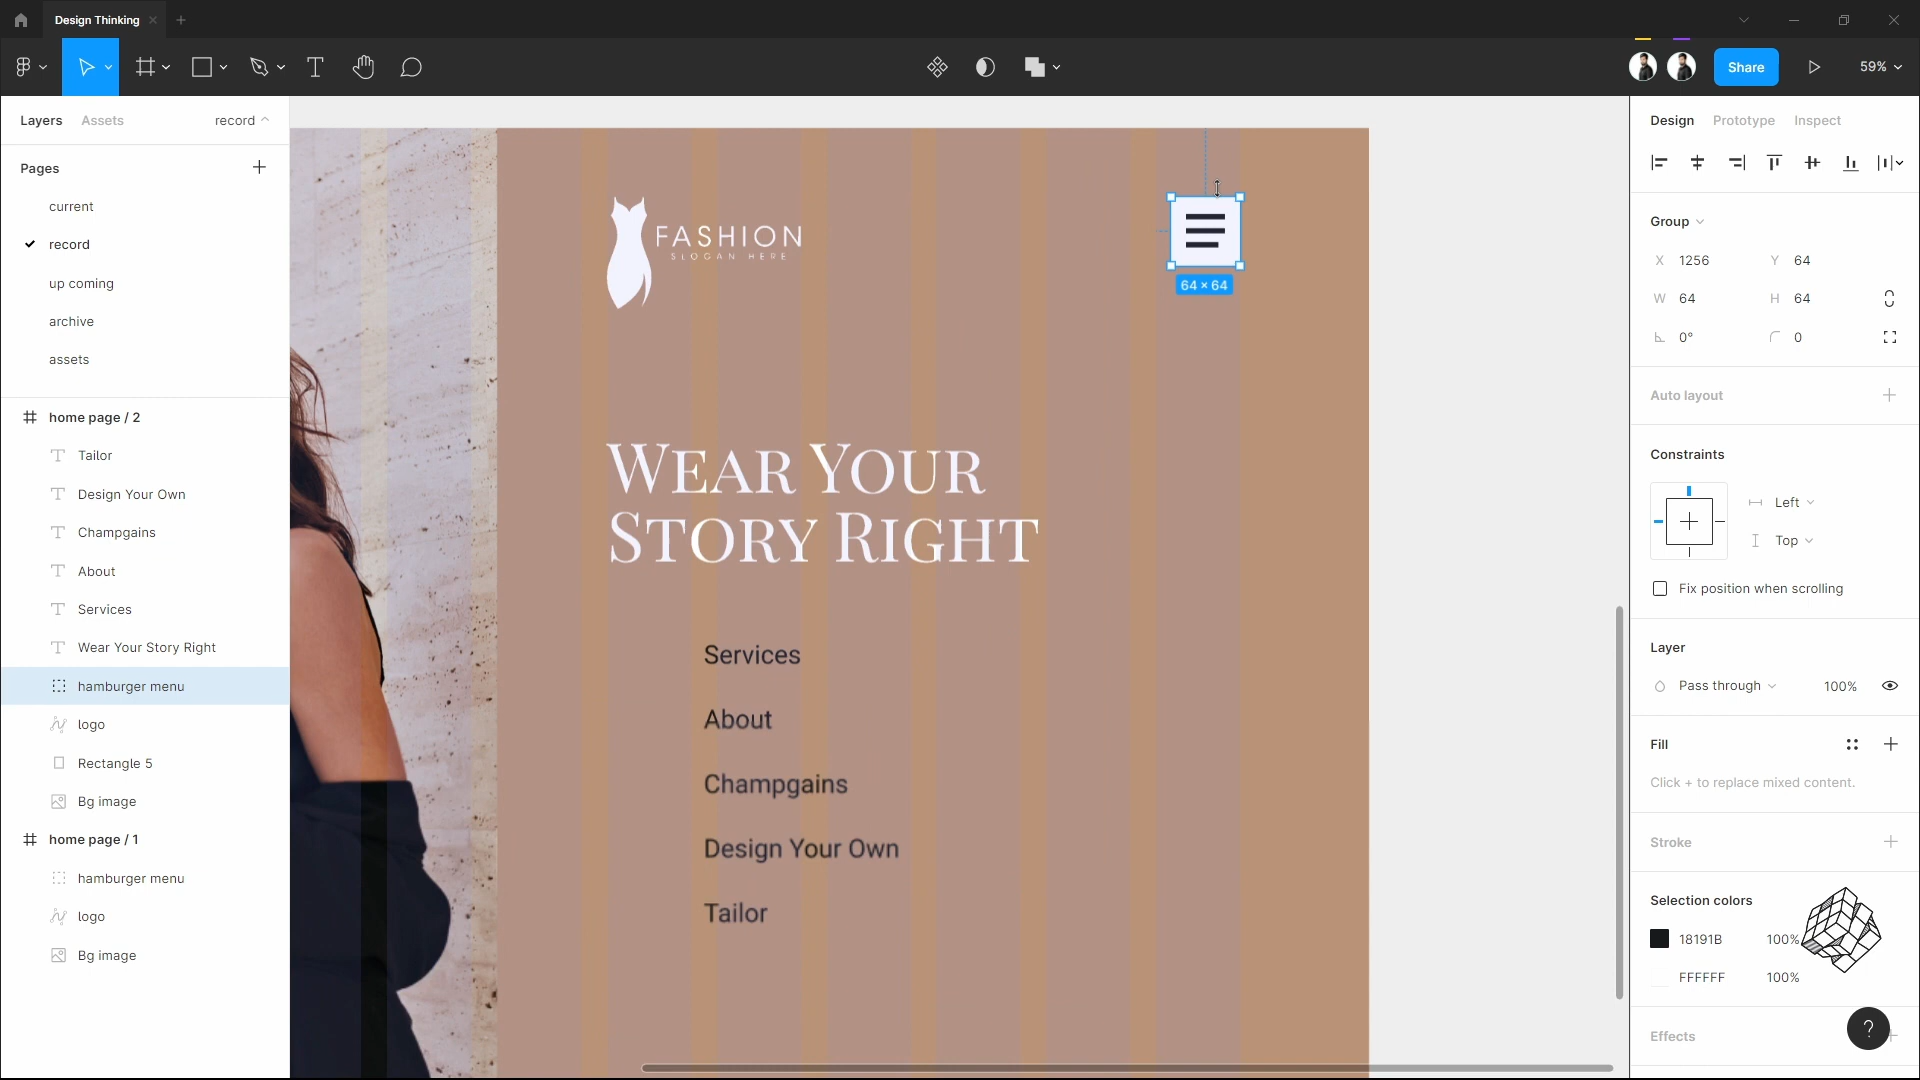 Design Thinking
Share
59%
Layers
Assets
record
Pages
current
record
up coming
archive
assets
home page / 2
Tailor
Design Your Own
Champgains
About
Services
Wear Your Story Right
hamburger menu
logo
Rectangle 5
Bg image
home page / 1
hamburger menu
logo
Bg image
FASHION
SLOGAN HERE
64 × 64
WEAR YOUR
STORY RIGHT
Services
About
Champgains
Design Your Own
Tailor
Design
Prototype
Inspect
Group
X 1256
Y 64
W 64
H 64
0°
0
Auto layout
Constraints
Left
Top
Fix position when scrolling
Layer
Pass through
100%
Fill
Click + to replace mixed content.
Stroke
Selection colors
18191B 100%
FFFFFF 100%
Effects
?